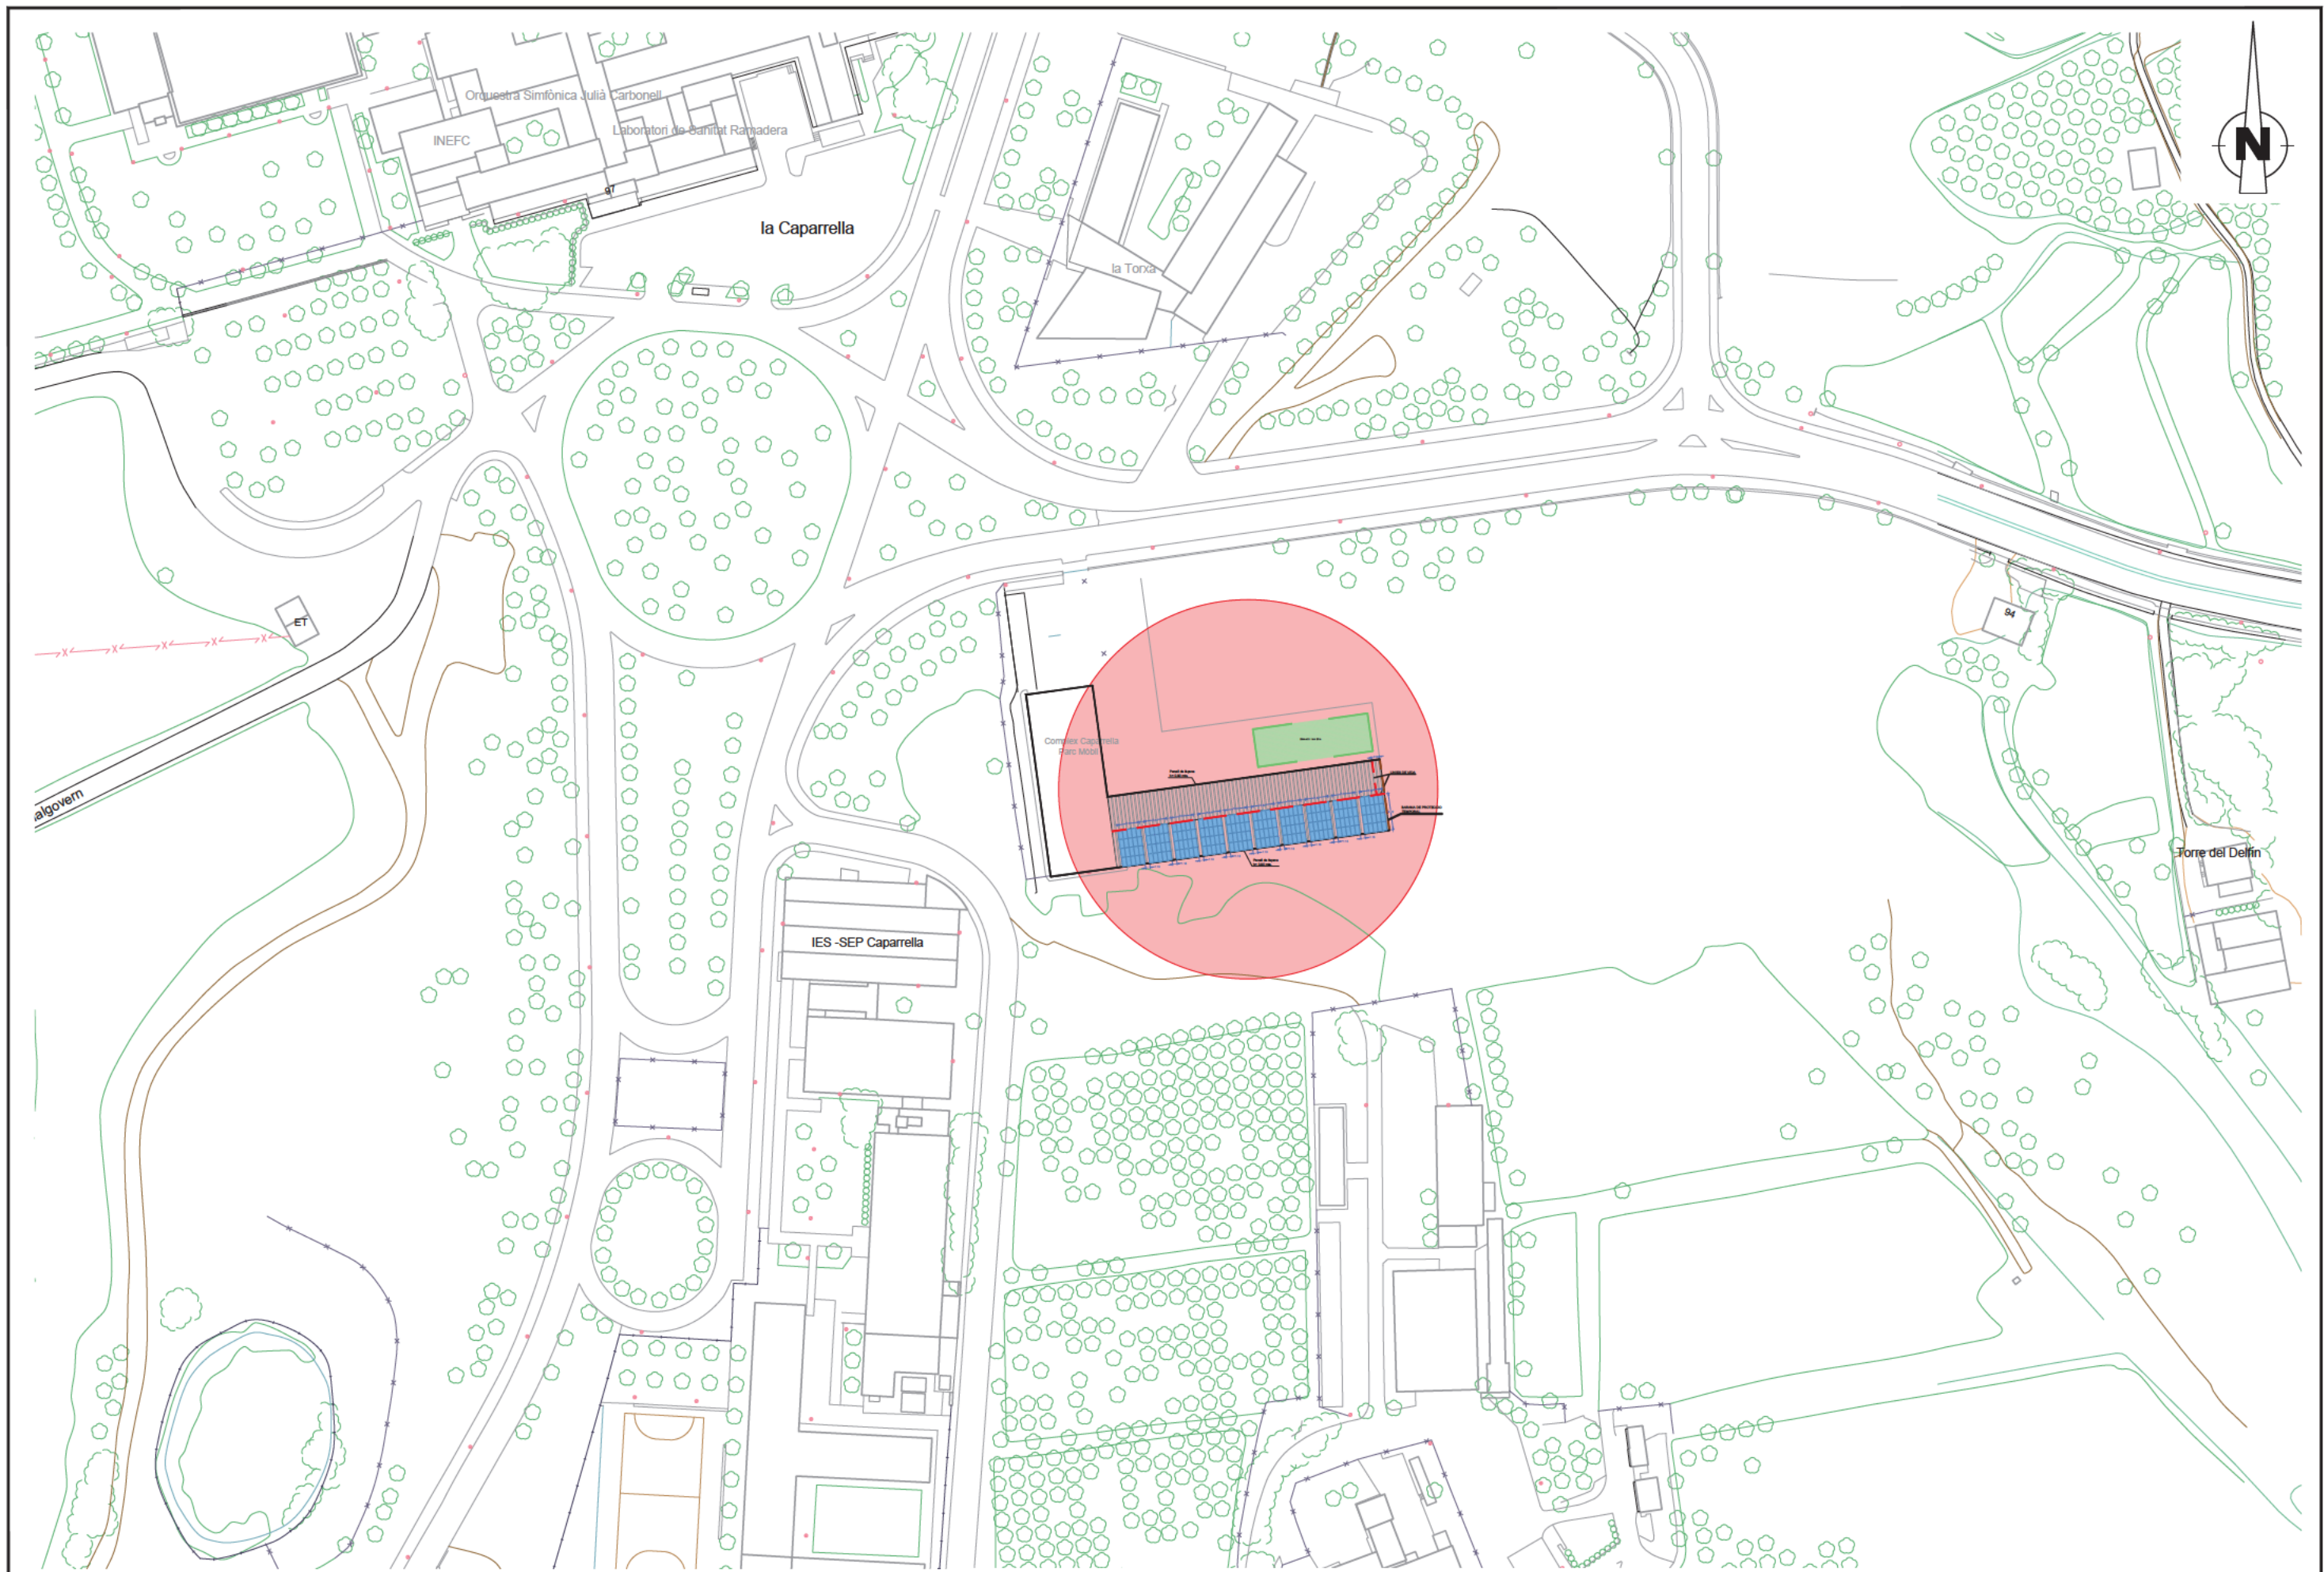 Orquestra Simfònica Julià Carbonell
INEFC
Laboratori de Sanitat Ramadera
97
la Caparrella
la Torxa
N
ET
94
Complex Caparrella
Parc Mòbil
algovern
Torre del Delfín
IES -SEP Caparrella